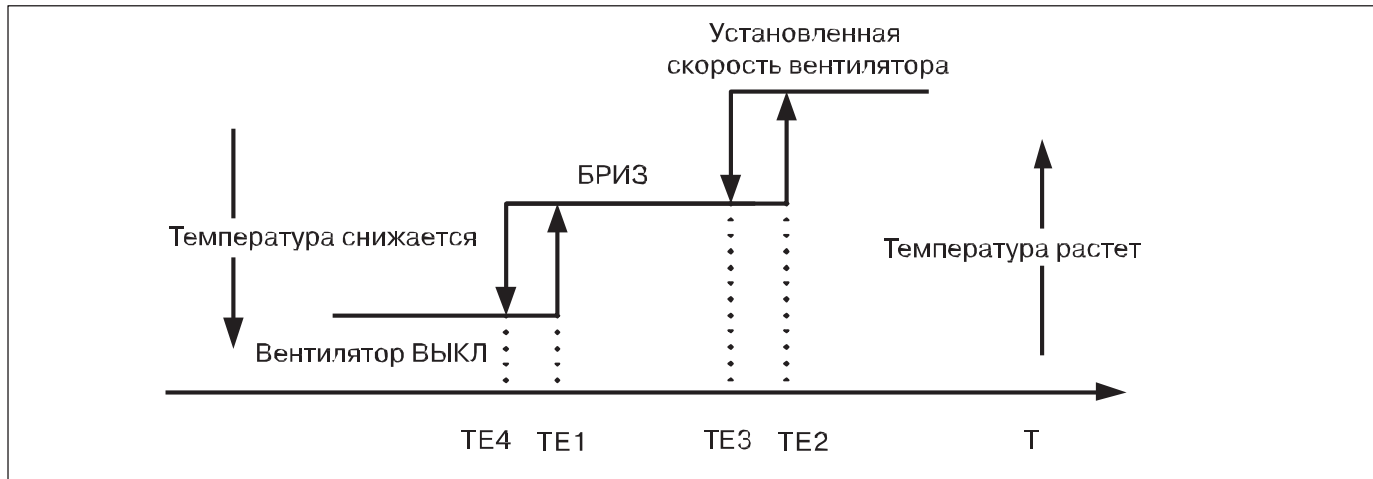 Установленная
скорость вентилятора
БРИЗ
Температура снижается
Температура растет
Вентилятор ВЫКЛ
TE4 TE1 TE3 TE2 T